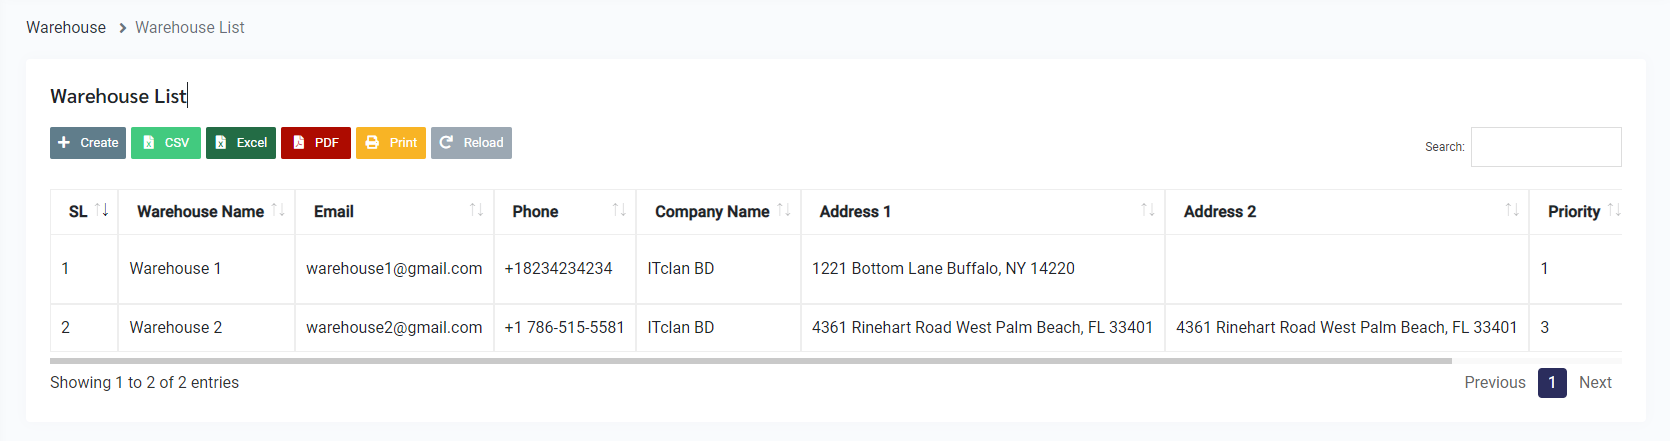 Warehouse > Warehouse List
Warehouse List
Create CSV Excel PDF Print Reload
Search:
SL Warehouse Name Email Phone Company Name Address 1 Address 2 Priority
1 Warehouse 1 warehouse1@gmail.com +18234234234 ITclan BD 1221 Bottom Lane Buffalo, NY 14220 1
2 Warehouse 2 warehouse2@gmail.com +1 786-515-5581 ITclan BD 4361 Rinehart Road West Palm Beach, FL 33401 4361 Rinehart Road West Palm Beach, FL 33401 3
Showing 1 to 2 of 2 entries Previous 1 Next